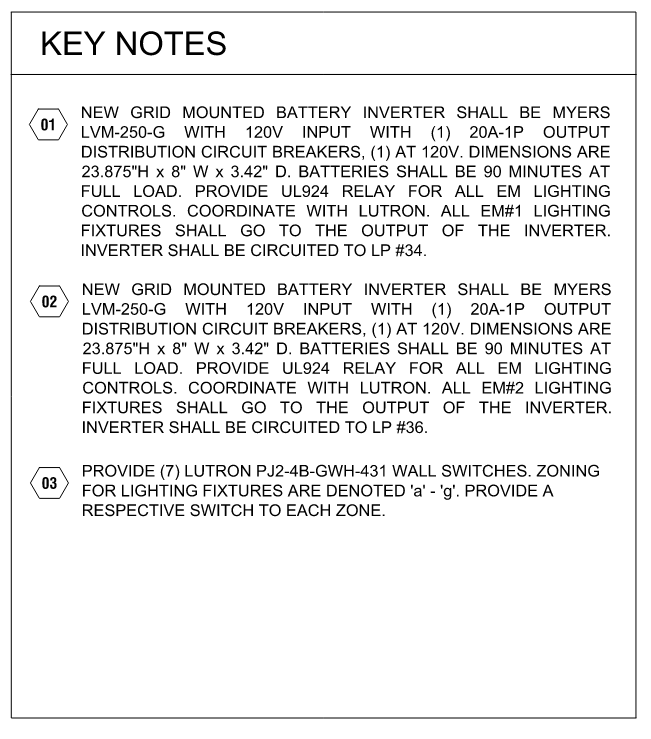 KEY NOTES
01
NEW GRID MOUNTED BATTERY INVERTER SHALL BE MYERS
LVM-250-G WITH 120V INPUT WITH (1) 20A-1P OUTPUT
DISTRIBUTION CIRCUIT BREAKERS, (1) AT 120V. DIMENSIONS ARE
23.875"H x 8" W x 3.42" D. BATTERIES SHALL BE 90 MINUTES AT
FULL LOAD. PROVIDE UL924 RELAY FOR ALL EM LIGHTING
CONTROLS. COORDINATE WITH LUTRON. ALL EM#1 LIGHTING
FIXTURES SHALL GO TO THE OUTPUT OF THE INVERTER.
INVERTER SHALL BE CIRCUITED TO LP #34.
02
NEW GRID MOUNTED BATTERY INVERTER SHALL BE MYERS
LVM-250-G WITH 120V INPUT WITH (1) 20A-1P OUTPUT
DISTRIBUTION CIRCUIT BREAKERS, (1) AT 120V. DIMENSIONS ARE
23.875"H x 8" W x 3.42" D. BATTERIES SHALL BE 90 MINUTES AT
FULL LOAD. PROVIDE UL924 RELAY FOR ALL EM LIGHTING
CONTROLS. COORDINATE WITH LUTRON. ALL EM#2 LIGHTING
FIXTURES SHALL GO TO THE OUTPUT OF THE INVERTER.
INVERTER SHALL BE CIRCUITED TO LP #36.
03
PROVIDE (7) LUTRON PJ2-4B-GWH-431 WALL SWITCHES. ZONING
FOR LIGHTING FIXTURES ARE DENOTED 'a' - 'g'. PROVIDE A
RESPECTIVE SWITCH TO EACH ZONE.